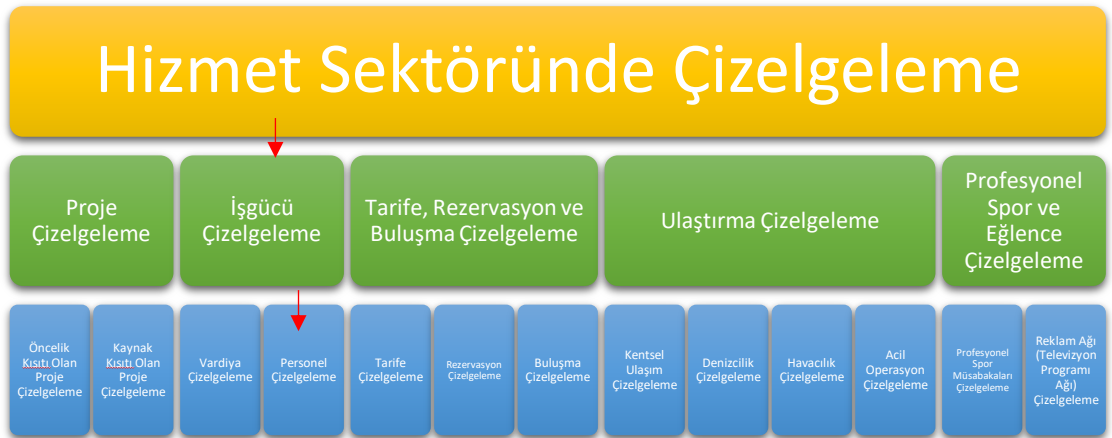 Hizmet Sektöründe Çizelgeleme
Proje
Çizelgeleme
İşgücü
Çizelgeleme
Tarife, Rezervasyon ve
Buluşma Çizelgeleme
Ulaştırma Çizelgeleme
Profesyonel
Spor ve
Eğlence
Çizelgeleme
Öncelik
Kısıtı Olan
Proje
Çizelgeleme
Kaynak
Kısıtı Olan
Proje
Çizelgeleme
Vardiya
Çizelgeleme
Personel
Çizelgeleme
Tarife
Çizelgeleme
Rezervasyon
Çizelgeleme
Buluşma
Çizelgeleme
Kentsel
Ulaşım
Çizelgeleme
Denizcilik
Çizelgeleme
Havacılık
Çizelgeleme
Acil
Operasyon
Çizelgeleme
Profesyonel
Spor
Müsabakaları
Çizelgeleme
Reklam Ağı
(Televizyon
Programı
Ağı)
Çizelgeleme